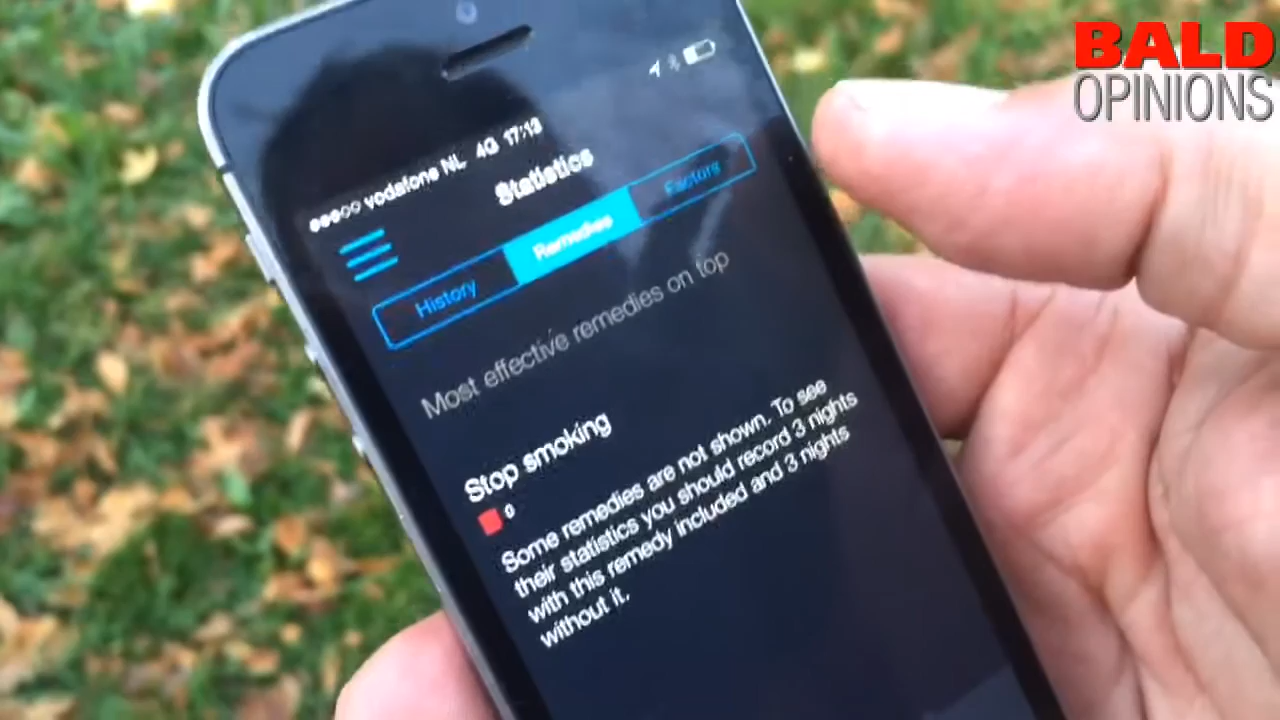 BALD
OPINIONS
vodafone NL 4G 17:13
Statistics
History Remedies Factors
Most effective remedies on top
Stop smoking
0
Some remedies are not shown. To see
their statistics you should record 3 nights
with this remedy included and 3 nights
without it.